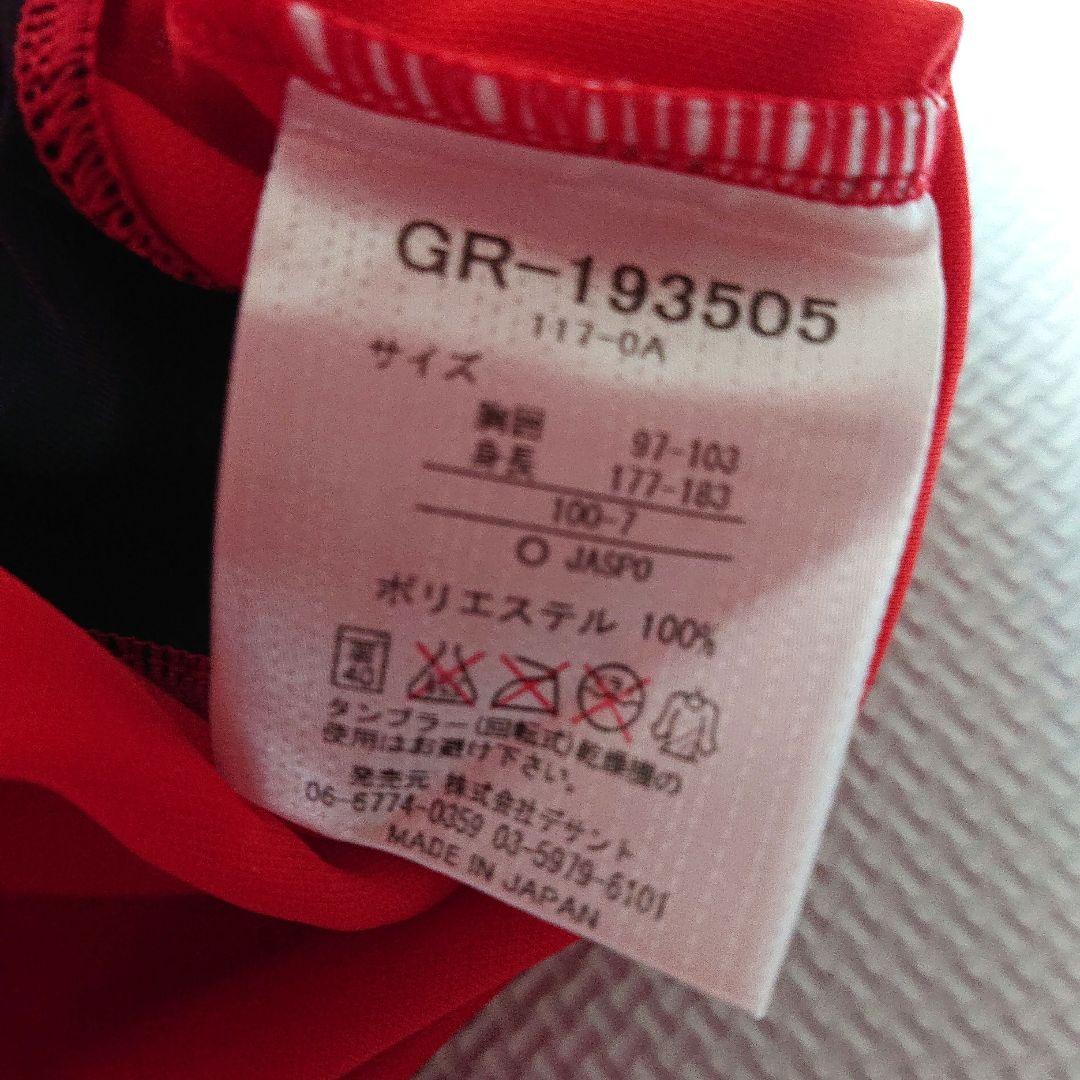 GR-193505
117-0A
サイズ
胸囲 97-103
身長 177-183
100-7
○ JASPO
ポリエステル 100%
40
タンブラー(回転式)乾燥機の
使用はお避け下さい。
発売元 株式会社デサント
06-6774-0359 03-5979-6101
MADE IN JAPAN